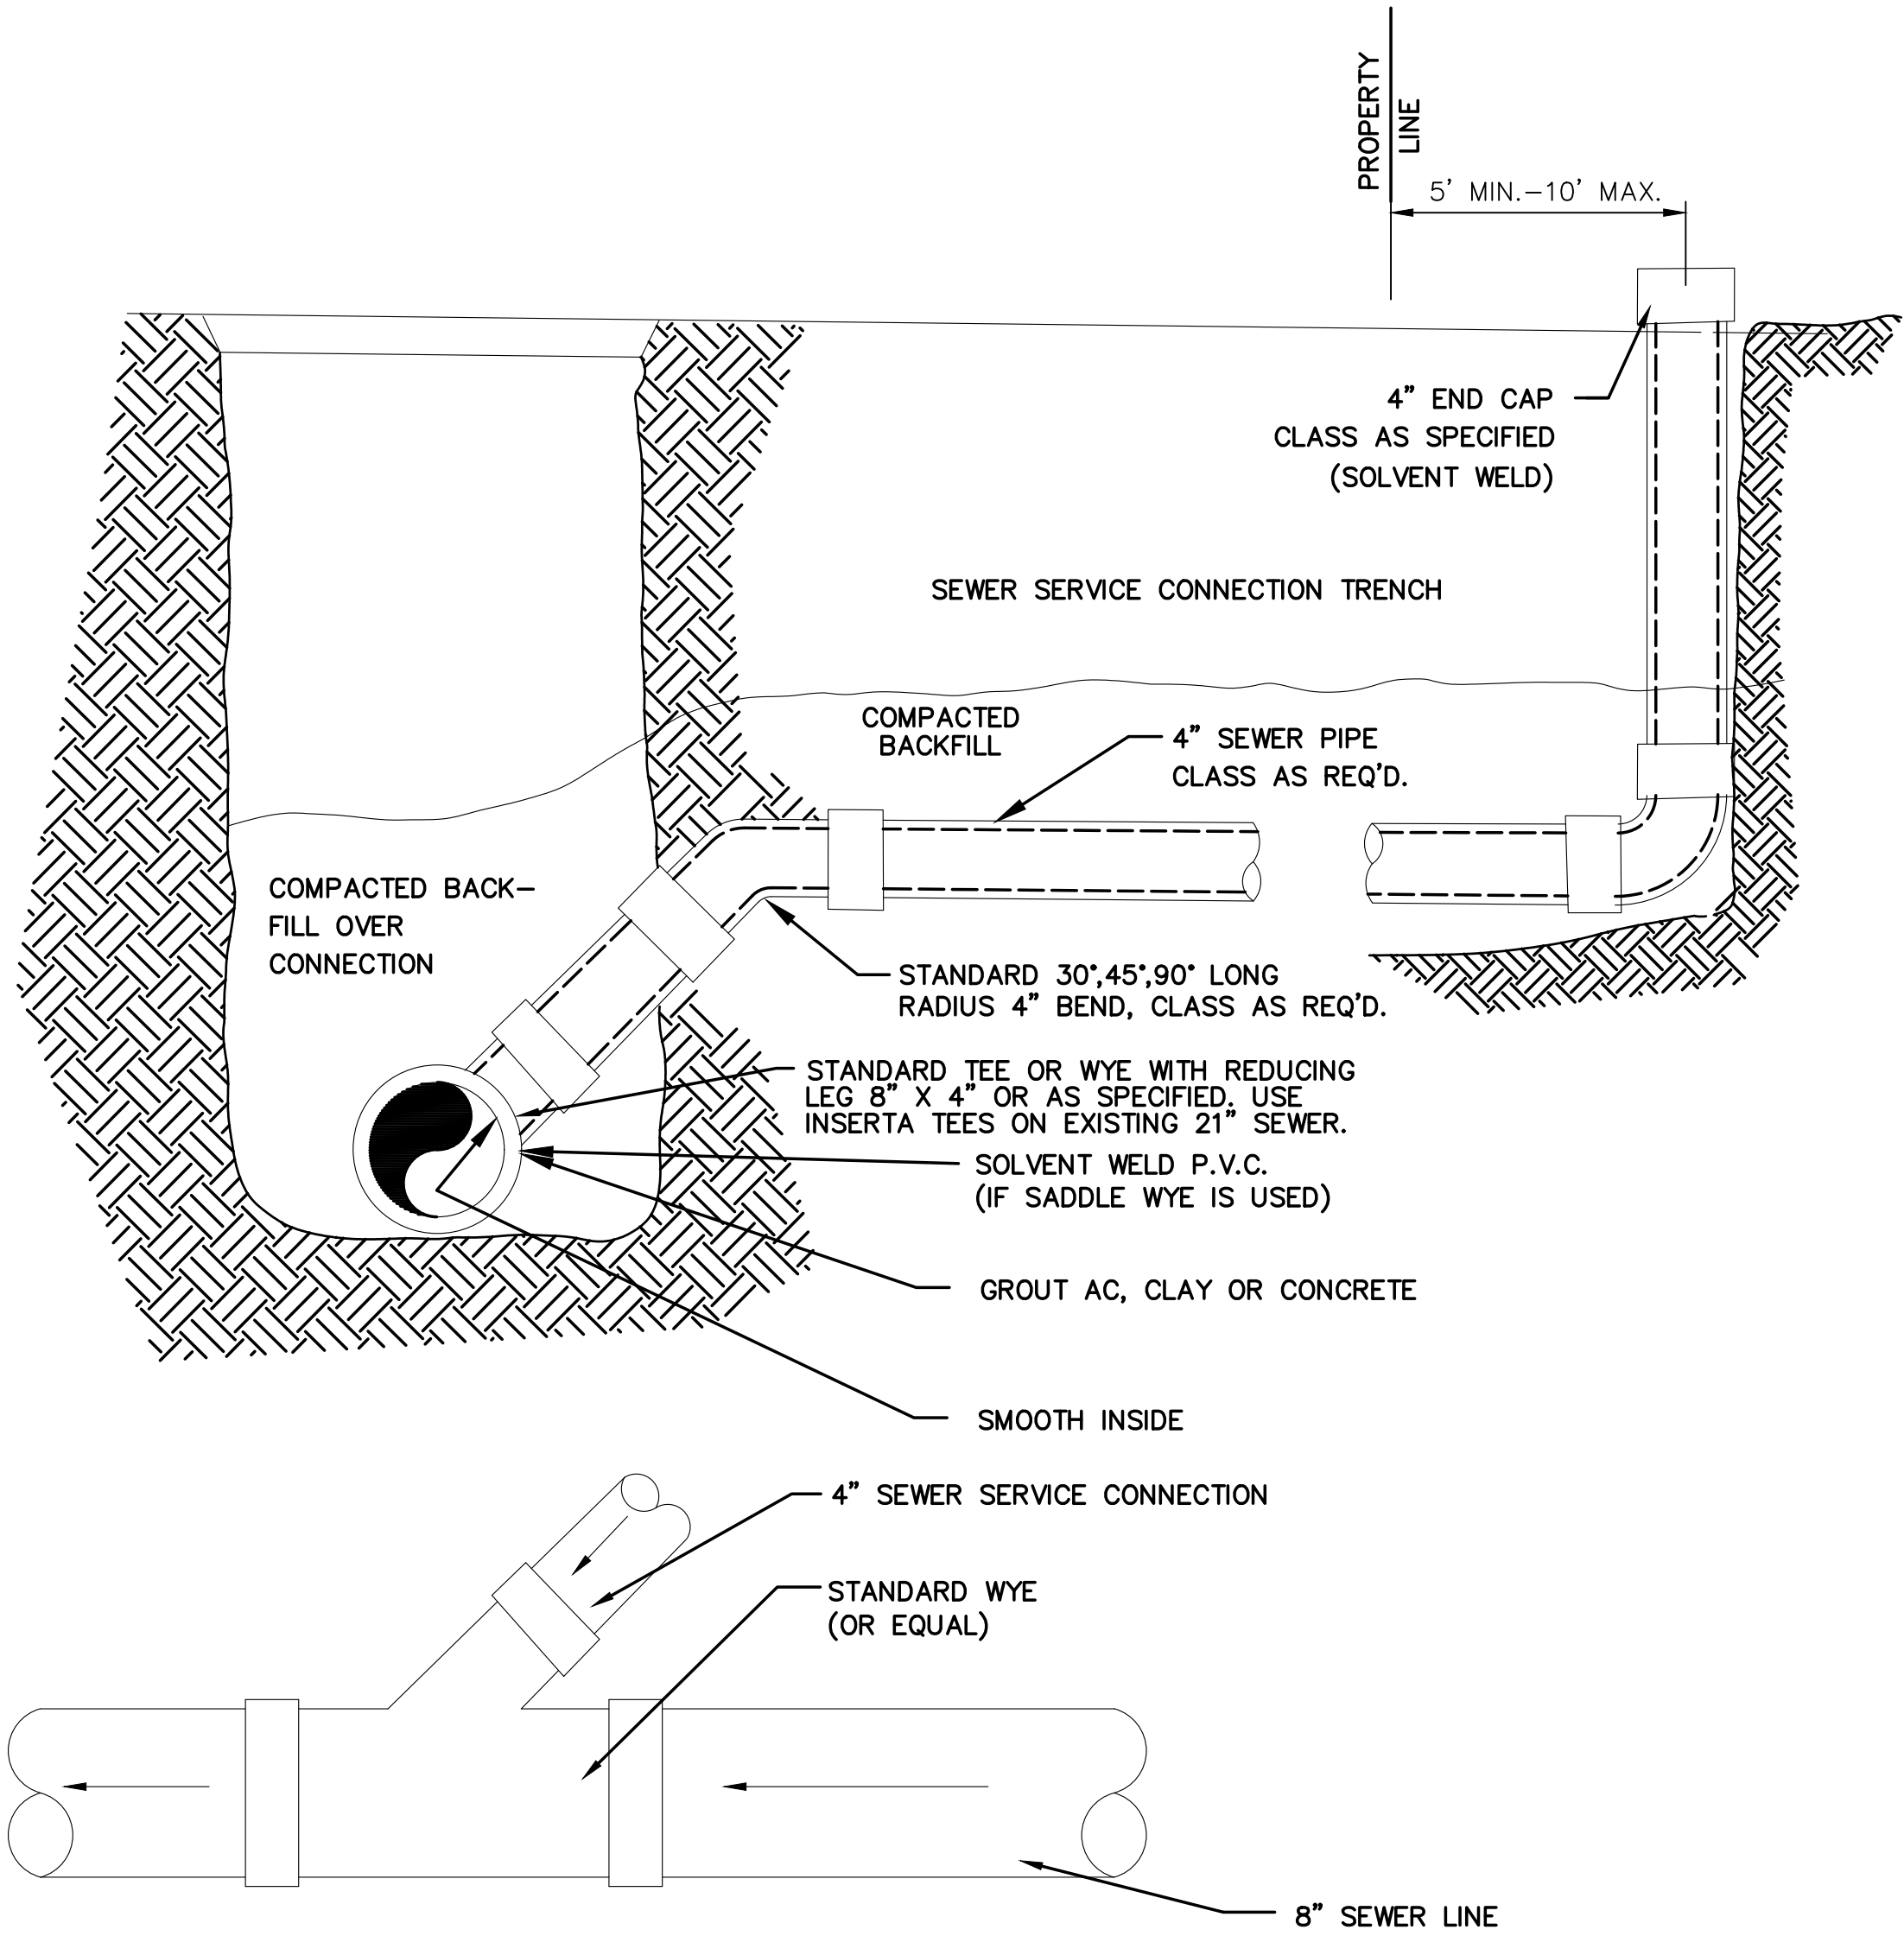 PROPERTY
LINE
5' MIN.-10' MAX.
4" END CAP
CLASS AS SPECIFIED
(SOLVENT WELD)
SEWER SERVICE CONNECTION TRENCH
COMPACTED
BACKFILL
4" SEWER PIPE
CLASS AS REQ'D.
COMPACTED BACK-
FILL OVER
CONNECTION
STANDARD 30°,45°,90° LONG
RADIUS 4" BEND, CLASS AS REQ'D.
STANDARD TEE OR WYE WITH REDUCING
LEG 8" X 4" OR AS SPECIFIED. USE
INSERTA TEES ON EXISTING 21" SEWER.
SOLVENT WELD P.V.C.
(IF SADDLE WYE IS USED)
GROUT AC, CLAY OR CONCRETE
SMOOTH INSIDE
4" SEWER SERVICE CONNECTION
STANDARD WYE
(OR EQUAL)
8" SEWER LINE